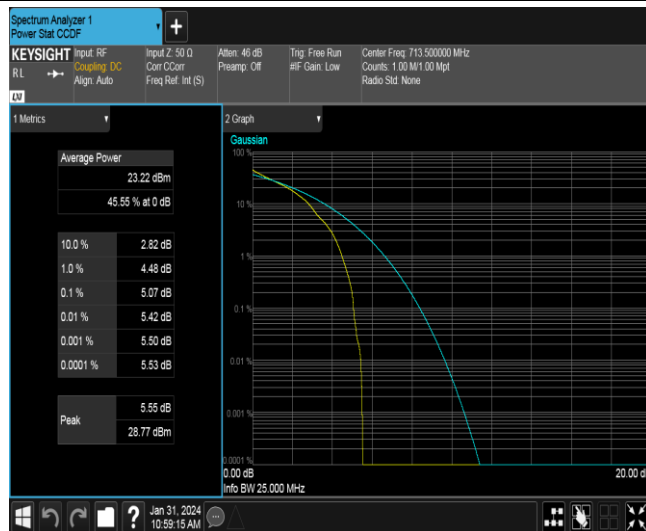 Spectrum Analyzer 1
Power Stat CCDF
+
KEYSIGHT
RL
LXI
Input: RF
Coupling: DC
Align: Auto
Input Z: 50 Ω
Corr CCorr
Freq Ref: Int (S)
Atten: 46 dB
Preamp: Off
Trig: Free Run
#IF Gain: Low
Center Freq: 713.500000 MHz
Counts: 1.00 M/1.00 Mpt
Radio Std: None
1 Metrics
Average Power
23.22 dBm
45.55 % at 0 dB
10.0 % 2.82 dB
1.0 % 4.48 dB
0.1 % 5.07 dB
0.01 % 5.42 dB
0.001 % 5.50 dB
0.0001 % 5.53 dB
Peak
5.55 dB
28.77 dBm
2 Graph
Gaussian
100 %
10 %
1 %
0.1 %
0.01 %
0.001 %
0.0001 %
0.00 dB
20.00 d
Info BW 25.000 MHz
?
Jan 31, 2024
10:59:15 AM